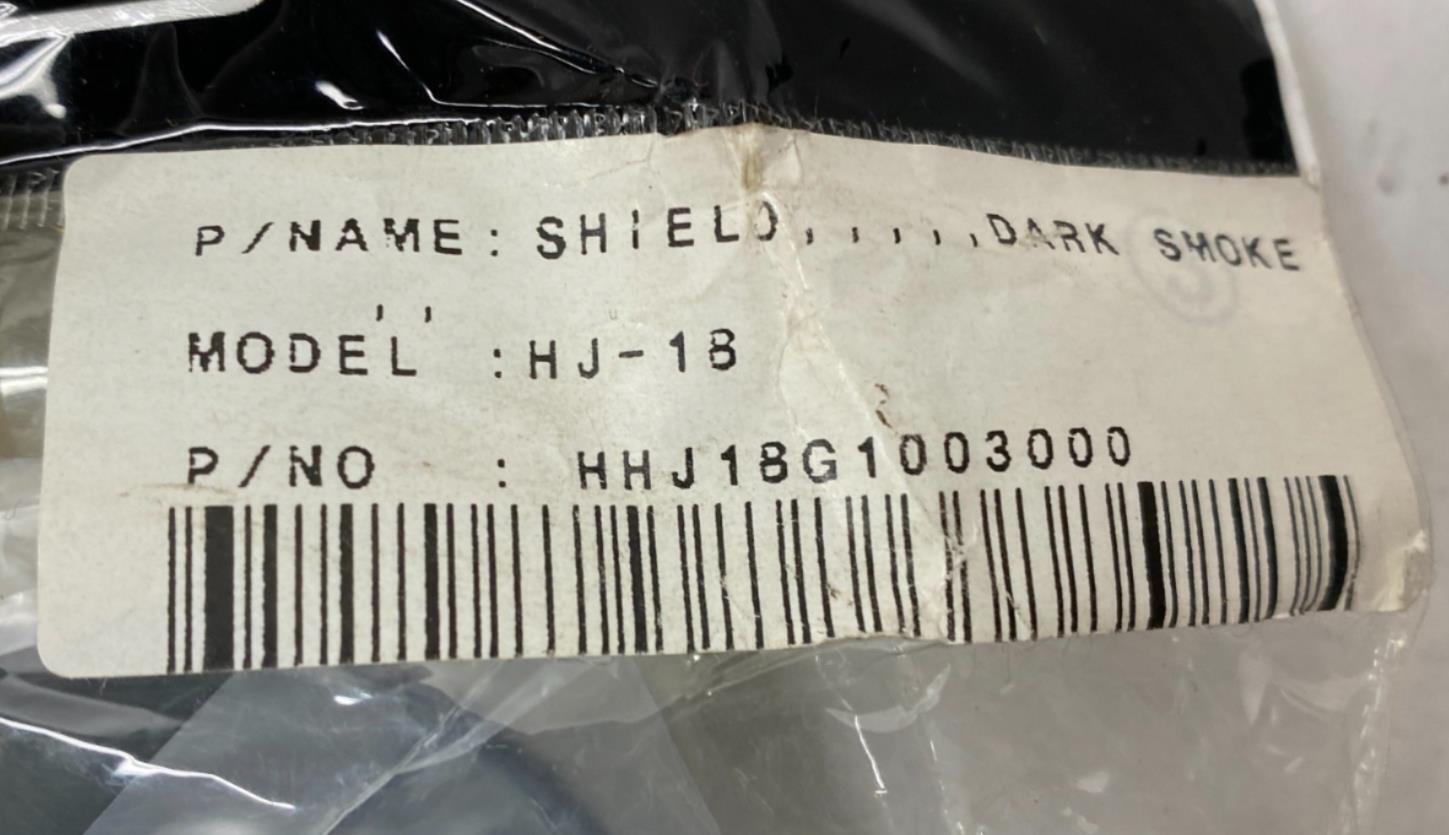 P/NAME: SHIELD,,,,,DARK SMOKE
,,
MODEL :HJ-18
P/NO : HHJ18G1003000